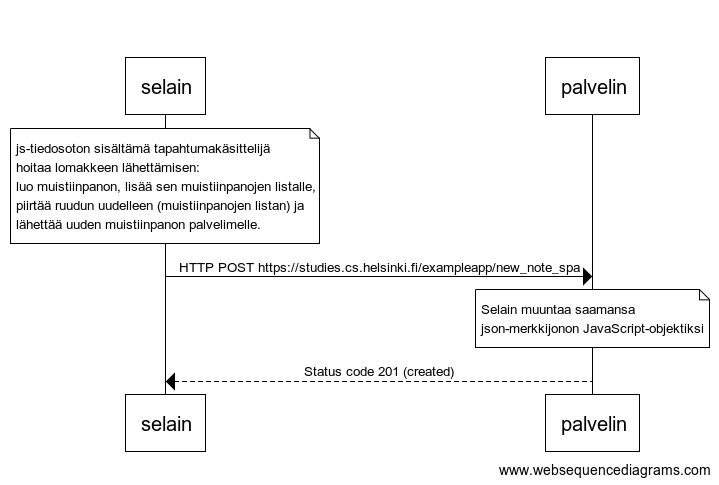 selain
palvelin
js-tiedosoton sisältämä tapahtumakäsittelijä
hoitaa lomakkeen lähettämisen:
luo muistiinpanon, lisää sen muistiinpanojen listalle,
piirtää ruudun uudelleen (muistiinpanojen listan) ja
lähettää uuden muistiinpanon palvelimelle.
HTTP POST https://studies.cs.helsinki.fi/exampleapp/new_note_spa
Selain muuntaa saamansa
json-merkkijonon JavaScript-objektiksi
Status code 201 (created)
selain
palvelin
www.websequencediagrams.com